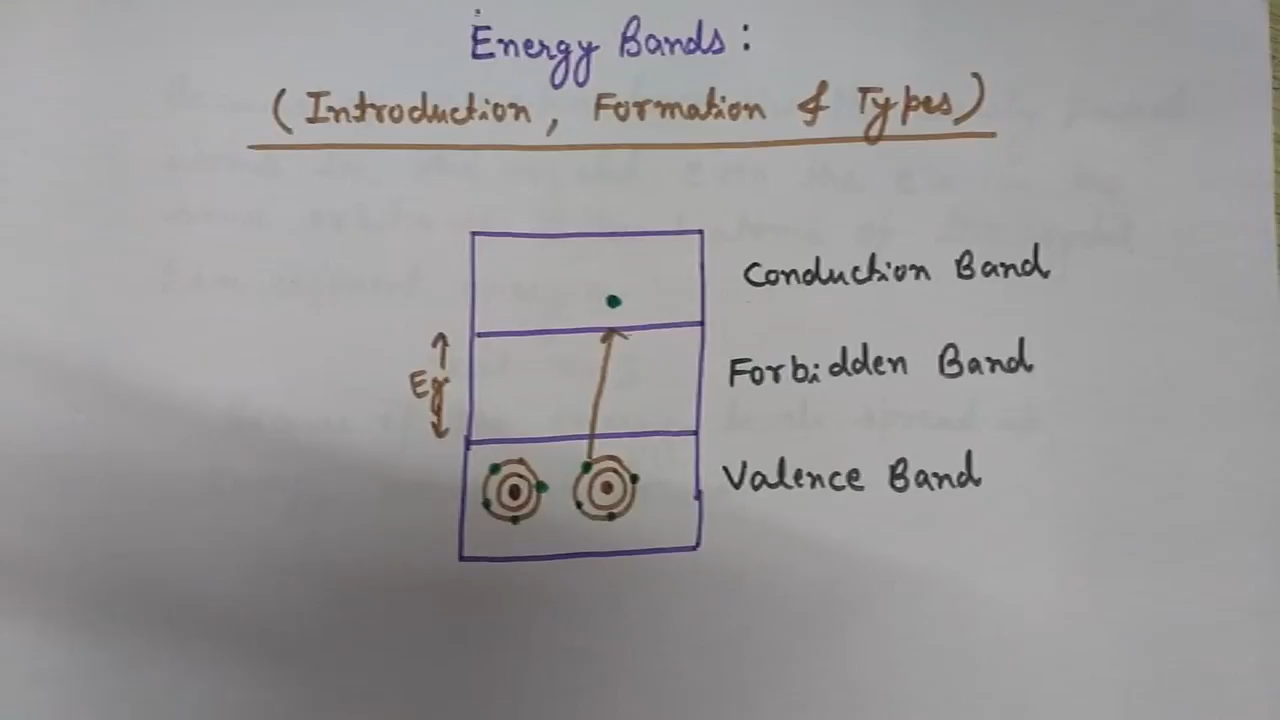 Energy Bands:
(Introduction, Formation & Types)
Conduction Band
Forbidden Band
Eg
Valence Band